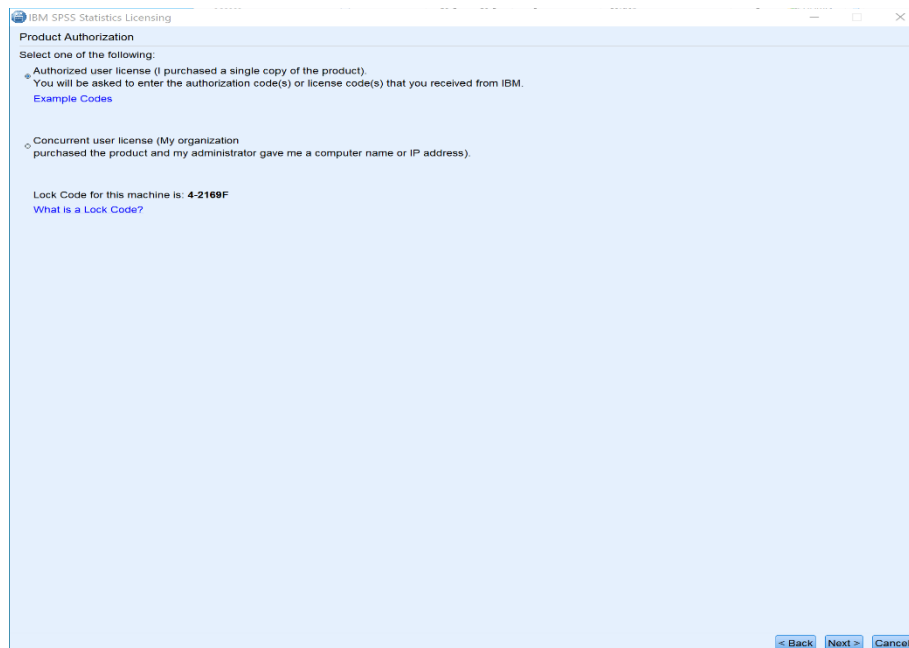 IBM SPSS Statistics Licensing
Product Authorization
Select one of the following:
Authorized user license (I purchased a single copy of the product).
You will be asked to enter the authorization code(s) or license code(s) that you received from IBM.
Example Codes
Concurrent user license (My organization
purchased the product and my administrator gave me a computer name or IP address).
Lock Code for this machine is: 4-2169F
What is a Lock Code?
< Back Next > Cancel